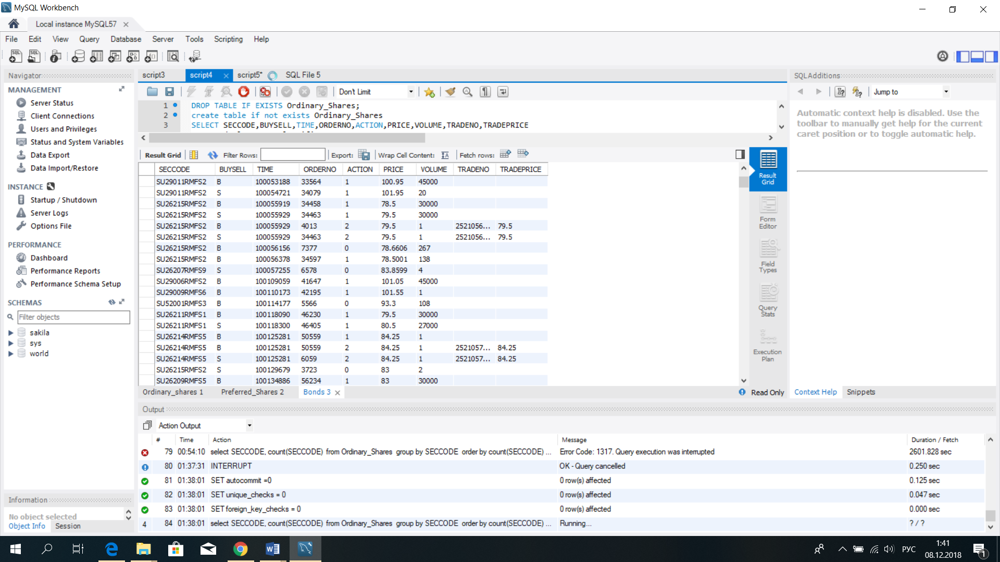 MySQL Workbench
Local instance MySQL57
File Edit View Query Database Server Tools Scripting Help
Navigator
MANAGEMENT
Server Status
Client Connections
Users and Privileges
Status and System Variables
Data Export
Data Import/Restore
INSTANCE
Startup / Shutdown
Server Logs
Options File
PERFORMANCE
Dashboard
Performance Reports
Performance Schema Setup
SCHEMAS
Filter objects
sakila
sys
world
Information
No object selected
Object Info Session
script3 script4 script5* SQL File 5
Don't Limit
1 DROP TABLE IF EXISTS Ordinary_Shares;
2 create table if not exists Ordinary_Shares
3 SELECT SECCODE,BUYSELL,TIME,ORDERNO,ACTION,PRICE,VOLUME,TRADENO,TRADEPRICE
Result Grid Filter Rows: Export: Wrap Cell Content: Fetch rows:
SECCODE BUYSELL TIME ORDERNO ACTION PRICE VOLUME TRADENO TRADEPRICE
SU29011RMFS2 B 100053188 33564 1 100.95 45000
SU29011RMFS2 S 100054721 34079 1 101.95 20
SU26215RMFS2 B 100055919 34458 1 78.5 30000
SU26215RMFS2 S 100055929 34463 1 79.5 30000
SU26215RMFS2 B 100055929 4013 2 79.5 1 2521056... 79.5
SU26215RMFS2 S 100055929 34463 2 79.5 1 2521056... 79.5
SU26215RMFS2 B 100056156 7377 0 78.6606 267
SU26215RMFS2 B 100056378 34597 1 78.5001 138
SU26207RMFS9 S 100057255 6578 0 83.8599 4
SU29006RMFS2 B 100109059 41647 1 101.05 45000
SU29009RMFS6 B 100110173 42195 1 101.55 1
SU52001RMFS3 B 100114177 5566 0 93.3 108
SU26211RMFS1 B 100118090 46230 1 79.5 30000
SU26211RMFS1 S 100118300 46405 1 80.5 27000
SU26214RMFS5 B 100125281 50559 1 84.25 1
SU26214RMFS5 B 100125281 50559 2 84.25 1 2521057... 84.25
SU26214RMFS5 S 100125281 6059 2 84.25 1 2521057... 84.25
SU26215RMFS2 S 100129679 3723 0 83 2
SU26209RMFS5 B 100134886 56234 1 83 30000
Result Grid
Form Editor
Field Types
Query Stats
Execution Plan
Ordinary_shares 1 Preferred_Shares 2 Bonds 3 Read Only
SQLAdditions
Jump to
Automatic context help is disabled. Use the
toolbar to manually get help for the current
caret position or to toggle automatic help.
Context Help Snippets
Output
Action Output
# Time Action Message Duration / Fetch
79 00:54:10 select SECCODE, count(SECCODE) from Ordinary_Shares group by SECCODE order by count(SECCODE) ... Error Code: 1317. Query execution was interrupted 2601.828 sec
80 01:37:31 INTERRUPT OK - Query cancelled 0.250 sec
81 01:38:01 SET autocommit =0 0 row(s) affected 0.125 sec
82 01:38:01 SET unique_checks = 0 0 row(s) affected 0.047 sec
83 01:38:01 SET foreign_key_checks = 0 0 row(s) affected 0.000 sec
4 84 01:38:01 select SECCODE, count(SECCODE) from Ordinary_Shares group by SECCODE order by count(SECCODE) ... Running... ? / ?
РУС
1:41
08.12.2018
1